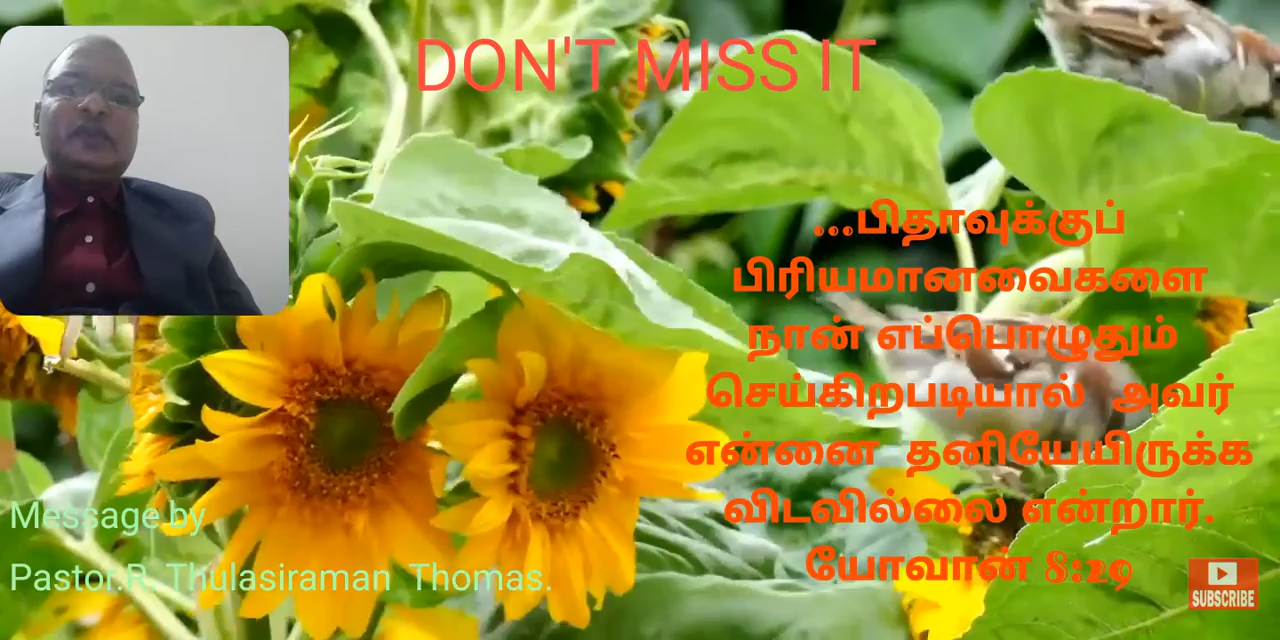 DON'T MISS IT
...பிதாவுக்குப்
பிரியமானவைகளை
நான் எப்பொழுதும்
செய்கிறபடியால் அவர்
என்னை தனியேயிருக்க
விடவில்லை என்றார்.
யோவான் 8:29
Message by
Pastor.R. Thulasiraman Thomas.
SUBSCRIBE